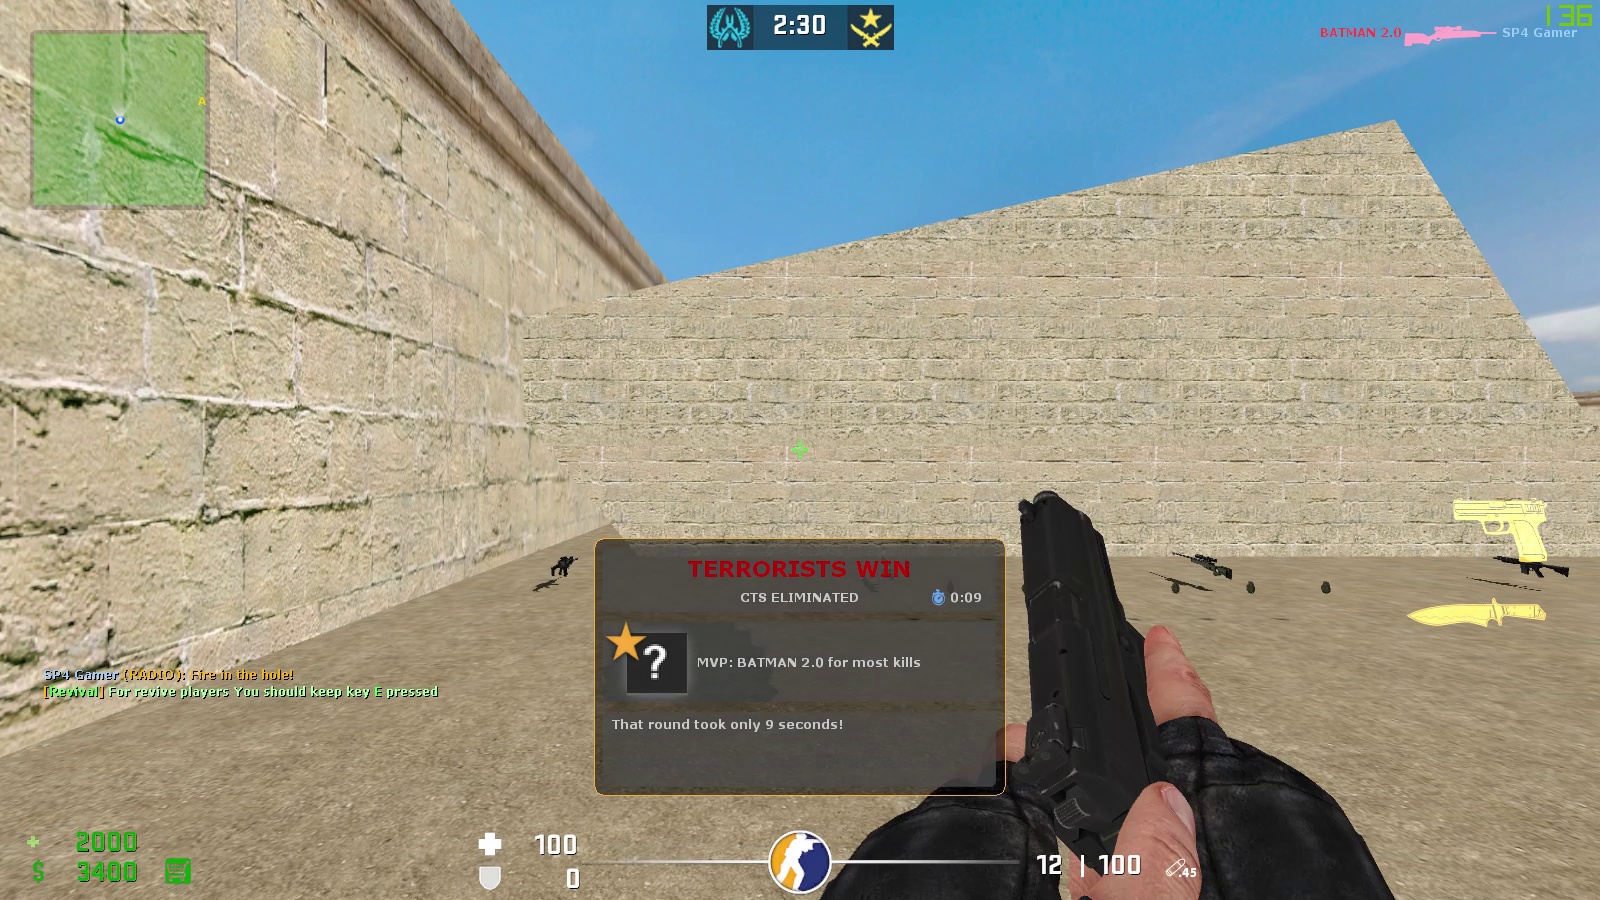 2:30
136
BATMAN 2.0 SP4 Gamer
A
TERRORISTS WIN
CTS ELIMINATED 0:09
?
MVP: BATMAN 2.0 for most kills
That round took only 9 seconds!
SP4 Gamer (RADIO): Fire in the hole!
[Revival] For revive players You should keep key E pressed
+ 2000
$ 3400
100
0
12 | 100 .45